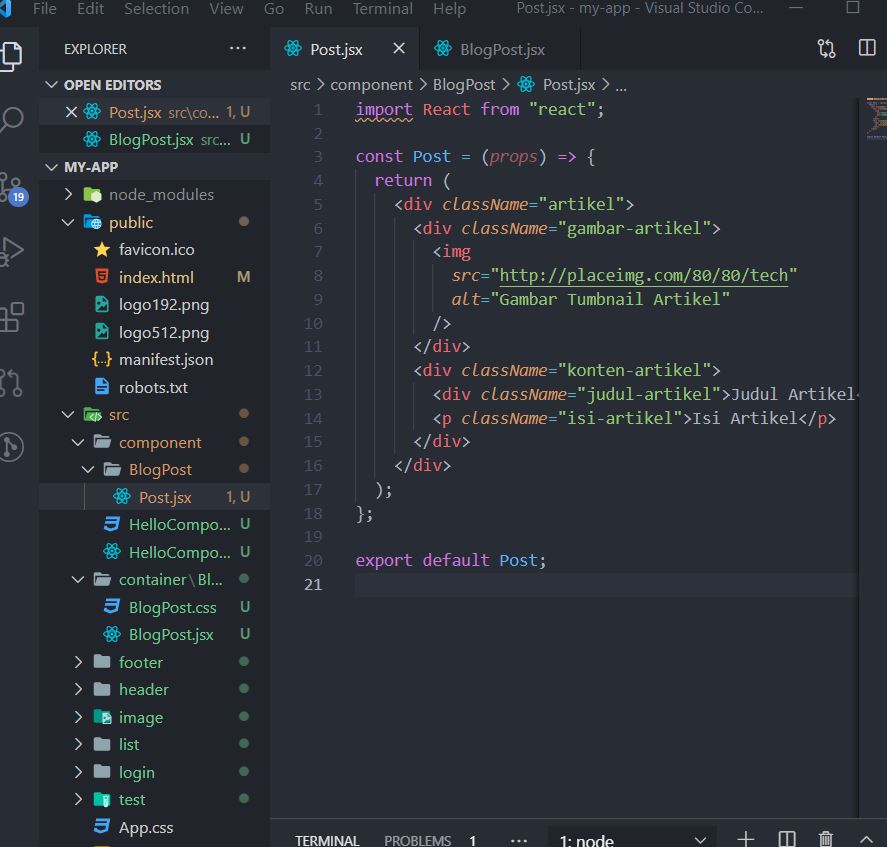 File Edit Selection View Go Run Terminal Help Post.jsx - my-app - Visual Studio Co...
EXPLORER
OPEN EDITORS
Post.jsx src\co... 1, U
BlogPost.jsx src... U
MY-APP
node_modules
public
favicon.ico
index.html M
logo192.png
logo512.png
{..} manifest.json
robots.txt
src
component
BlogPost
Post.jsx 1, U
HelloCompo... U
HelloCompo... U
container\Bl...
BlogPost.css U
BlogPost.jsx U
footer
header
image
list
login
test
App.css
19
Post.jsx BlogPost.jsx
src > component > BlogPost > Post.jsx > ...
1 import React from "react";
2
3 const Post = (props) => {
4 return (
5 <div className="artikel">
6 <div className="gambar-artikel">
7 <img
8 src="http://placeimg.com/80/80/tech"
9 alt="Gambar Tumbnail Artikel"
10 />
11 </div>
12 <div className="konten-artikel">
13 <div className="judul-artikel">Judul Artikel<
14 <p className="isi-artikel">Isi Artikel</p>
15 </div>
16 </div>
17 );
18 };
19
20 export default Post;
21
TERMINAL PROBLEMS 1 ... 1: node